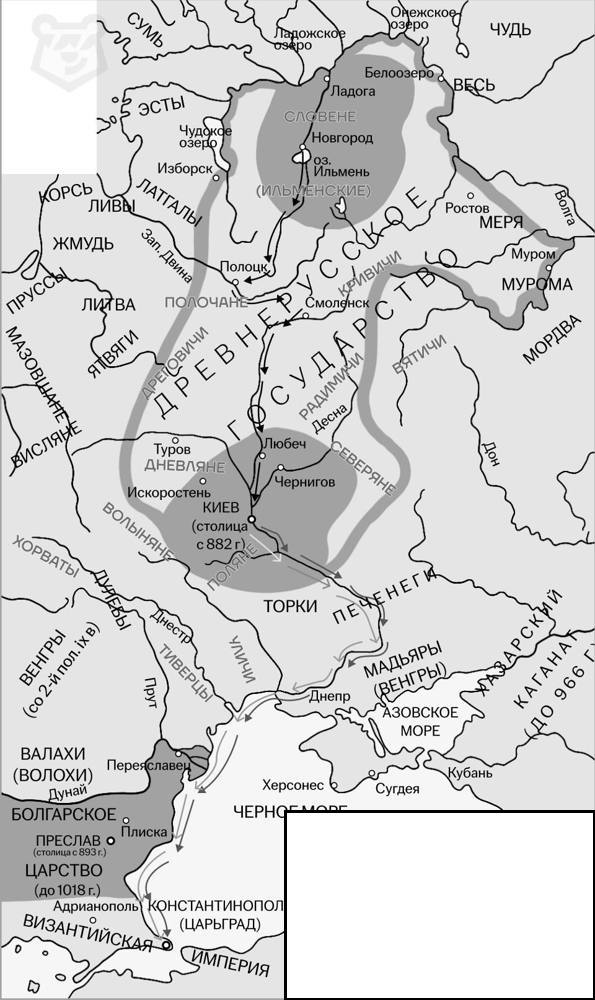 СУМЬ
Ладожское
озеро
Онежское
озеро
ЧУДЬ
Белоозеро
ВЕСЬ
Ладога
ЭСТЫ
СЛОВЕНЕ
Чудское
озеро
Новгород
оз.
Ильмень
Изборск
(ИЛЬМЕНСКИЕ)
КОРСЬ
ЛИВЫ
ЛАТГАЛЫ
Ростов
МЕРЯ
Волга
ЖМУДЬ
Зап. Двина
Муром
МУРОМА
Полоцк
КРИВИЧИ
ПРУССЫ
ЛИТВА
ПОЛОЧАНЕ
Смоленск
ДРЕВНЕРУССКОЕ
ГОСУДАРСТВО
МОРДВА
МАЗОВШАНЕ
ЯТВЯГИ
ДРЕГОВИЧИ
РАДИМИЧИ
ВЯТИЧИ
ВИСЛЯНЕ
Десна
Дон
Туров
Любеч
ДНЕВЛЯНЕ
Чернигов
СЕВЕРЯНЕ
Искоростень
КИЕВ
(столица
с 882 г)
ВОЛЫНЯНЕ
ПОЛЯНЕ
ХОРВАТЫ
ДУЛЕБЫ
ТОРКИ
ПЕЧЕНЕГИ
ВЕНГРЫ
(со 2-й пол. ix в)
Днестр
ТИВЕРЦЫ
УЛИЧИ
МАДЬЯРЫ
(ВЕНГРЫ)
ХАЗАРСКИЙ
КАГАНАТ
(ДО 966 Г)
Прут
Днепр
АЗОВСКОЕ
МОРЕ
ВАЛАХИ
(ВОЛОХИ)
Переяславец
Кубань
Дунай
Херсонес
Сугдея
БОЛГАРСКОЕ
ЧЕРНОЕ МОРЕ
Плиска
ПРЕСЛАВ
(столица с 893 г.)
ЦАРСТВО
(до 1018 г.)
Адрианополь
КОНСТАНТИНОПОЛ
(ЦАРЬГРАД)
ВИЗАНТИЙСКАЯ
ИМПЕРИЯ